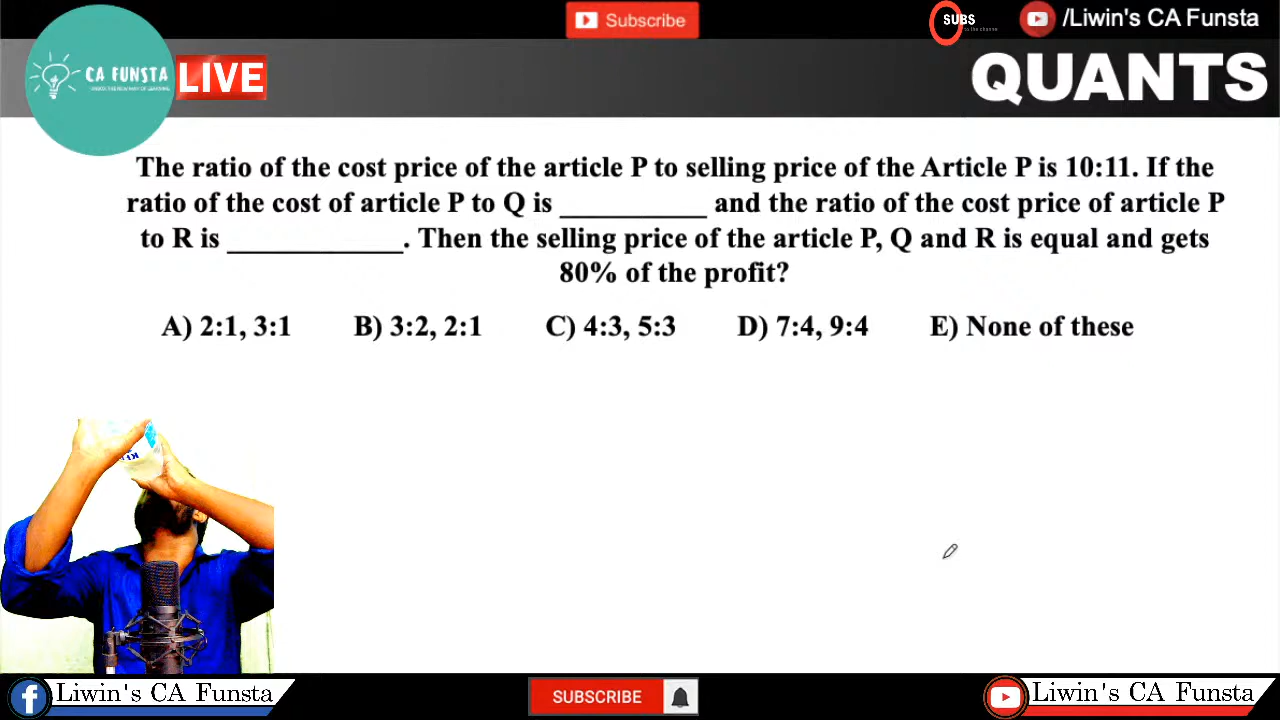 Subscribe
SUBS
to the channel
/Liwin's CA Funsta
CA FUNSTA
LIVE
QUANTS
The ratio of the cost price of the article P to selling price of the Article P is 10:11. If the
ratio of the cost of article P to Q is __________ and the ratio of the cost price of article P
to R is ____________. Then the selling price of the article P, Q and R is equal and gets
80% of the profit?
A) 2:1, 3:1 B) 3:2, 2:1 C) 4:3, 5:3 D) 7:4, 9:4 E) None of these
Liwin's CA Funsta
SUBSCRIBE
Liwin's CA Funsta